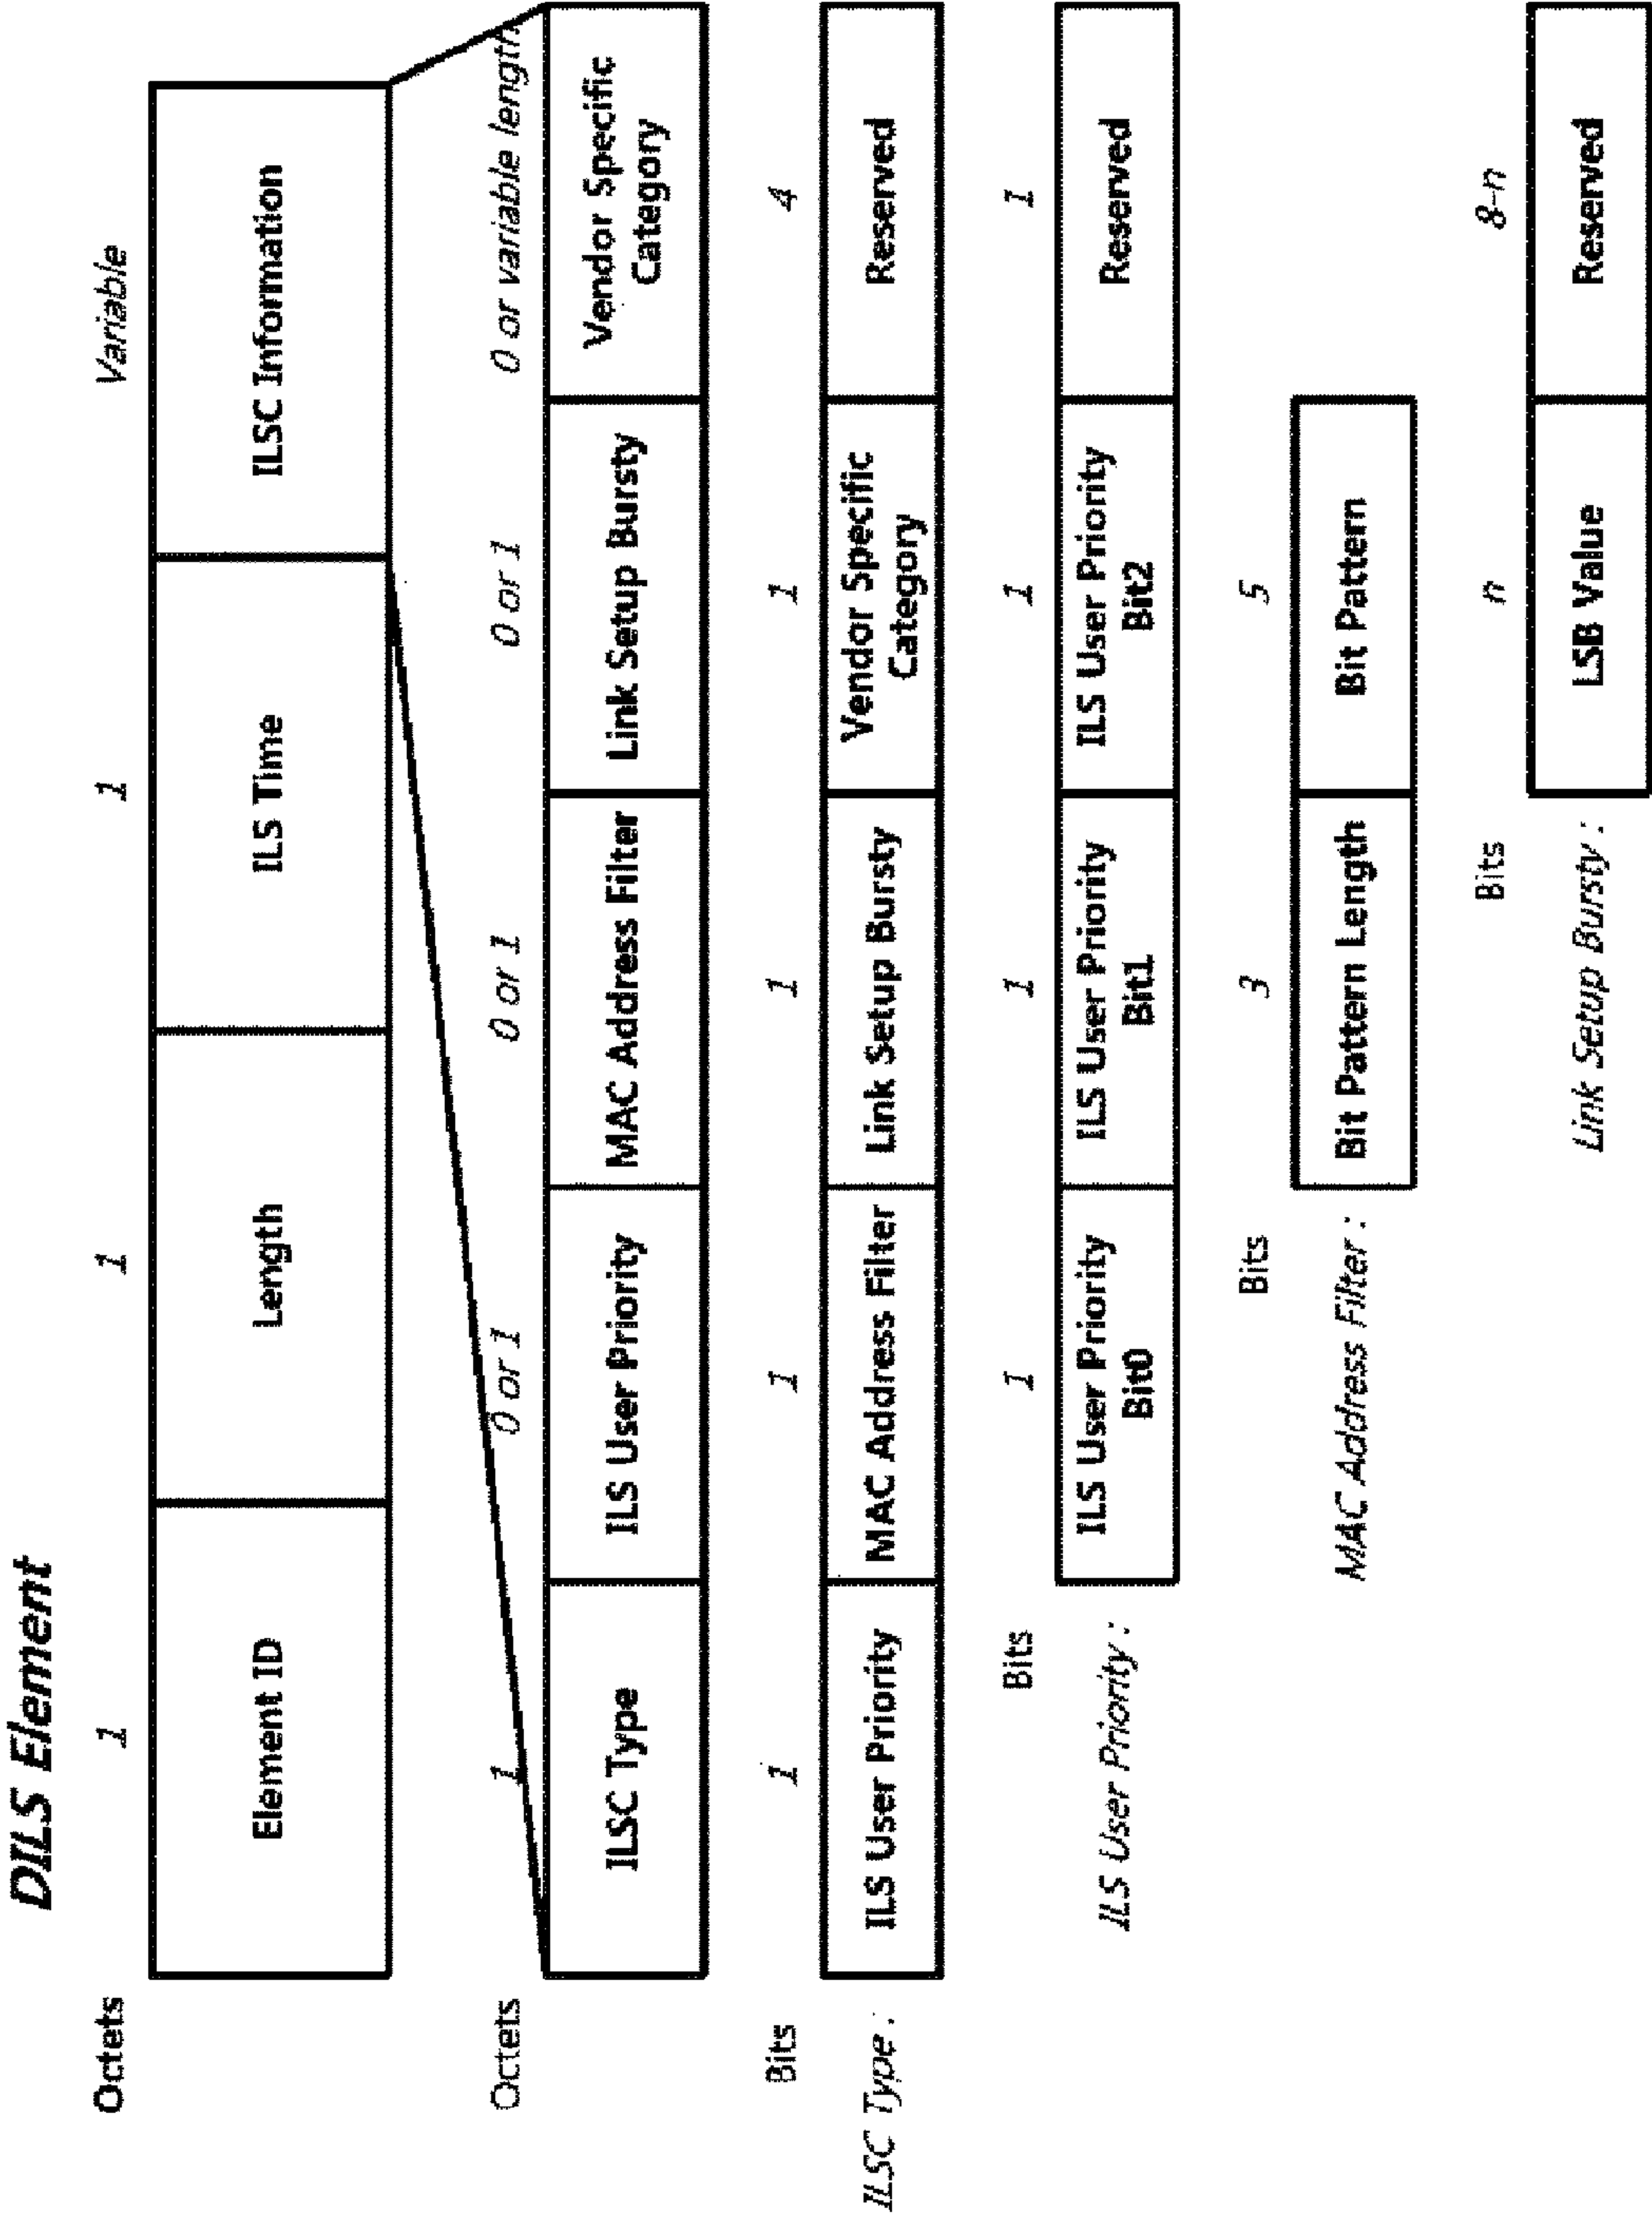 DILS Element
Octets 1 1 1 Variable
Element ID Length ILS Time ILSC Information
Octets 1 0 or 1 0 or 1 0 or 1 0 or variable length
ILSC Type ILS User Priority MAC Address Filter Link Setup Bursty Vendor Specific Category
Bits 1 1 1 1 4
ILSC Type : ILS User Priority MAC Address Filter Link Setup Bursty Vendor Specific Category Reserved
Bits 1 1 1 1
ILS User Priority : ILS User Priority Bit0 ILS User Priority Bit1 ILS User Priority Bit2 Reserved
Bits 3 5
MAC Address Filter : Bit Pattern Length Bit Pattern
Bits n 8-n
Link Setup Bursty : LSB Value Reserved